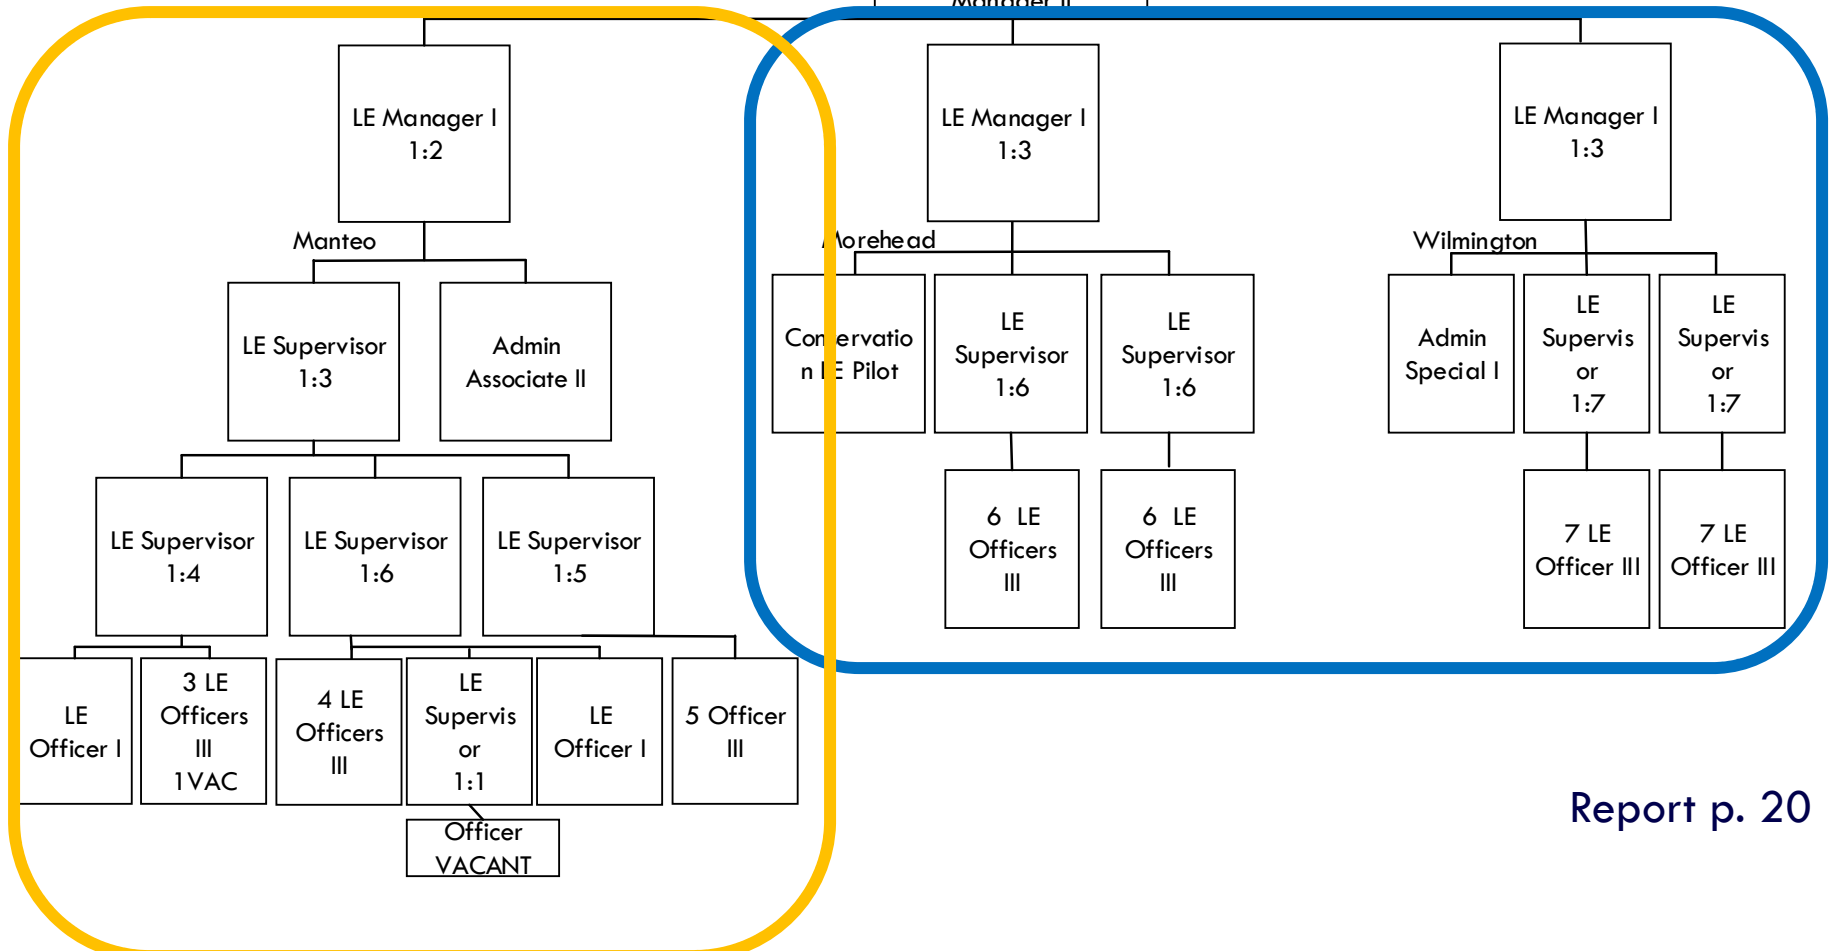 Manager II
LE Manager I
1:2
LE Manager I
1:3
LE Manager I
1:3
Manteo
Morehead
Wilmington
LE Supervisor
1:3
Admin
Associate II
Conservatio
n LE Pilot
LE
Supervisor
1:6
LE
Supervisor
1:6
Admin
Special I
LE
Supervis
or
1:7
LE
Supervis
or
1:7
LE Supervisor
1:4
LE Supervisor
1:6
LE Supervisor
1:5
6 LE
Officers
III
6 LE
Officers
III
7 LE
Officer III
7 LE
Officer III
LE
Officer I
3 LE
Officers
III
1VAC
4 LE
Officers
III
LE
Supervis
or
1:1
LE
Officer I
5 Officer
III
Officer
VACANT
Report p. 20